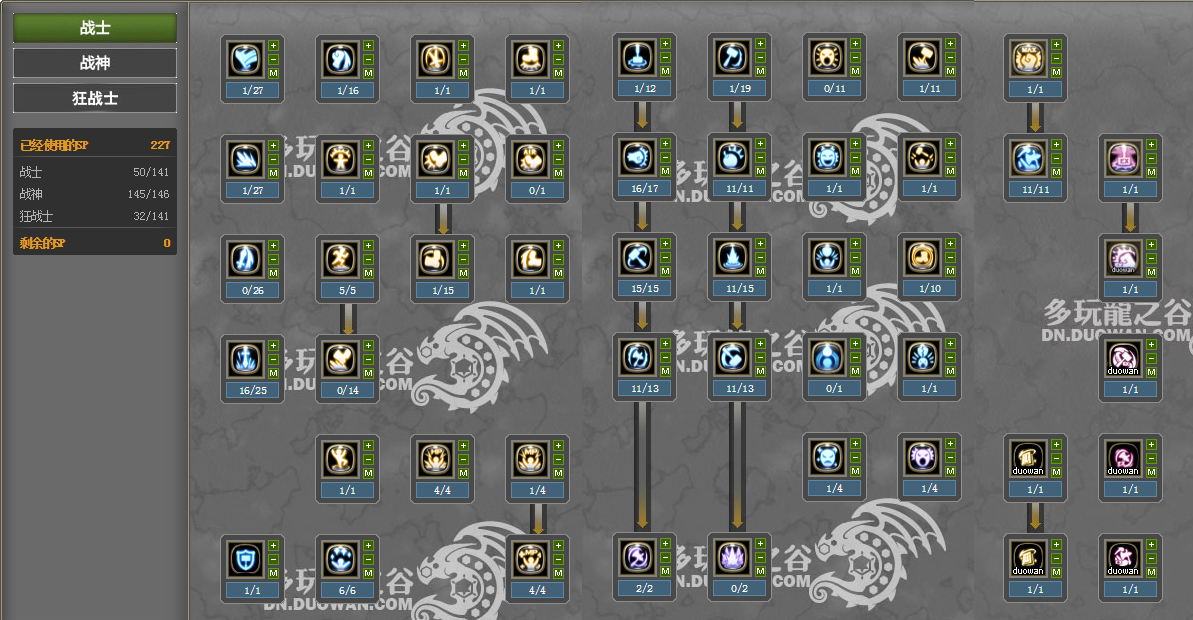 战士
战神
狂战士
已经使用的SP 227
战士 50/141
战神 145/146
狂战士 32/141
剩余的SP 0
1/27 1/16 1/1 1/1 1/12 1/19 0/11 1/11 1/1
1/27 1/1 1/1 0/1 16/17 11/11 1/1 1/1 11/11 1/1
0/26 5/5 1/15 1/1 15/15 11/15 1/1 1/10 1/1
多玩龍之谷
DN.DUOWAN.COM
16/25 0/14 11/13 11/13 0/1 1/1 1/1
1/1 4/4 1/4 1/4 1/4 1/1 1/1
1/1 6/6 4/4 2/2 0/2 1/1 1/1
DN.DUOWAN.COM